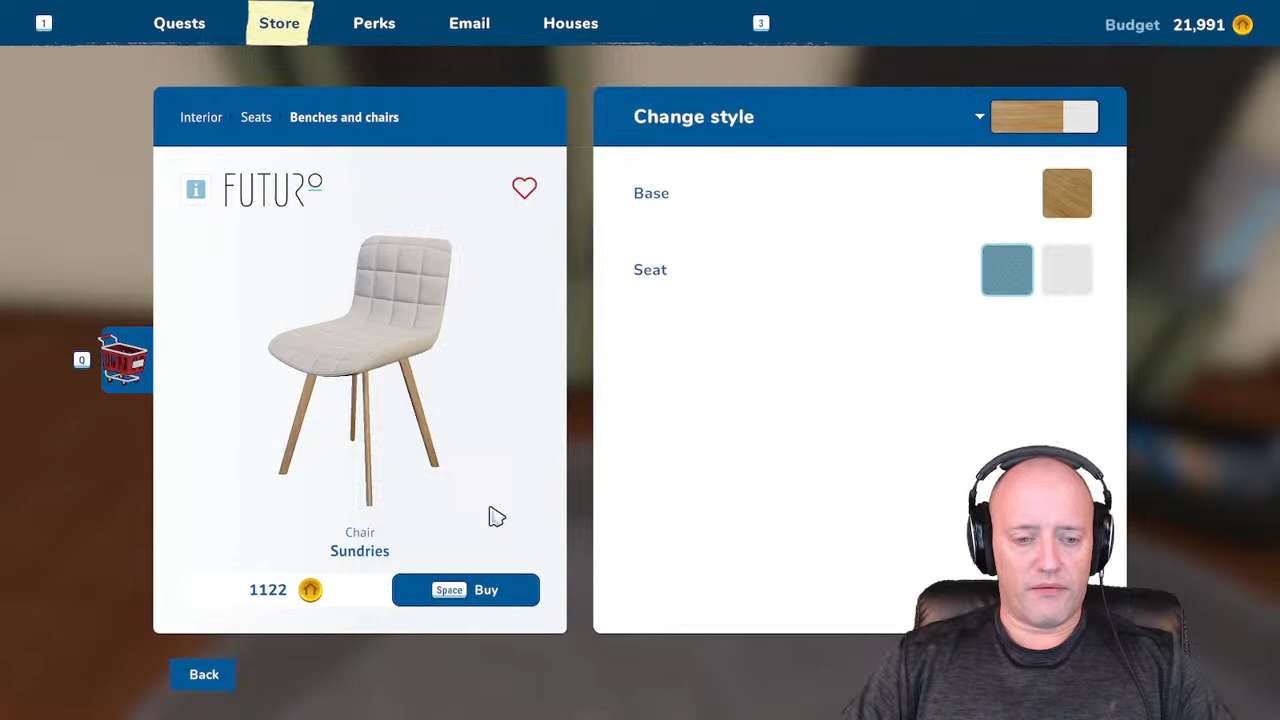 1 Quests Store Perks Email Houses 3 Budget 21,991
Interior Seats Benches and chairs
Change style
i FUTURO
Base
Seat
Q
Chair
Sundries
1122 Space Buy
Back